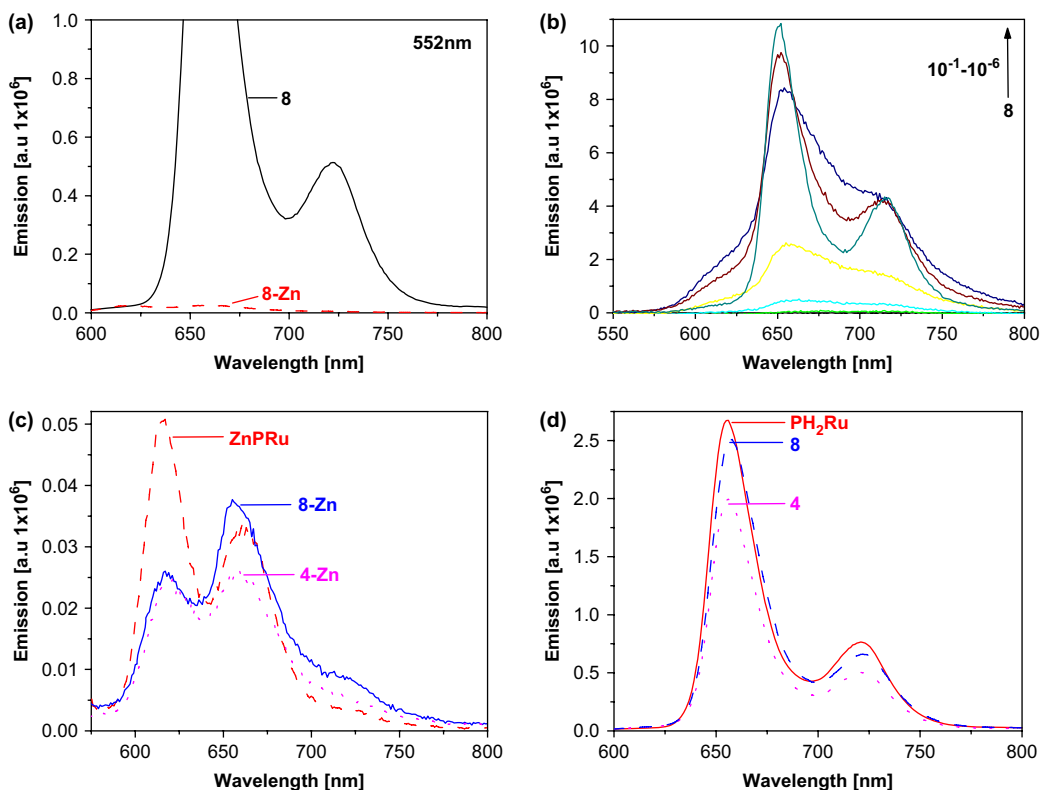 (a)
1.0
0.8
0.6
0.4
0.2
0.0
600
650
700
750
800
Emission [a.u 1x10^6]
Wavelength [nm]
552nm
8
8-Zn
(b)
10
8
6
4
2
0
550
600
650
700
750
800
Emission [a.u 1x10^6]
Wavelength [nm]
10^-1-10^-6
8
(c)
0.05
0.04
0.03
0.02
0.01
0.00
600
650
700
750
800
Emission [a.u 1x10^6]
Wavelength [nm]
ZnPRu
8-Zn
4-Zn
(d)
2.5
2.0
1.5
1.0
0.5
0.0
600
650
700
750
800
Emission [a.u 1x10^6]
Wavelength [nm]
PH₂Ru
8
4